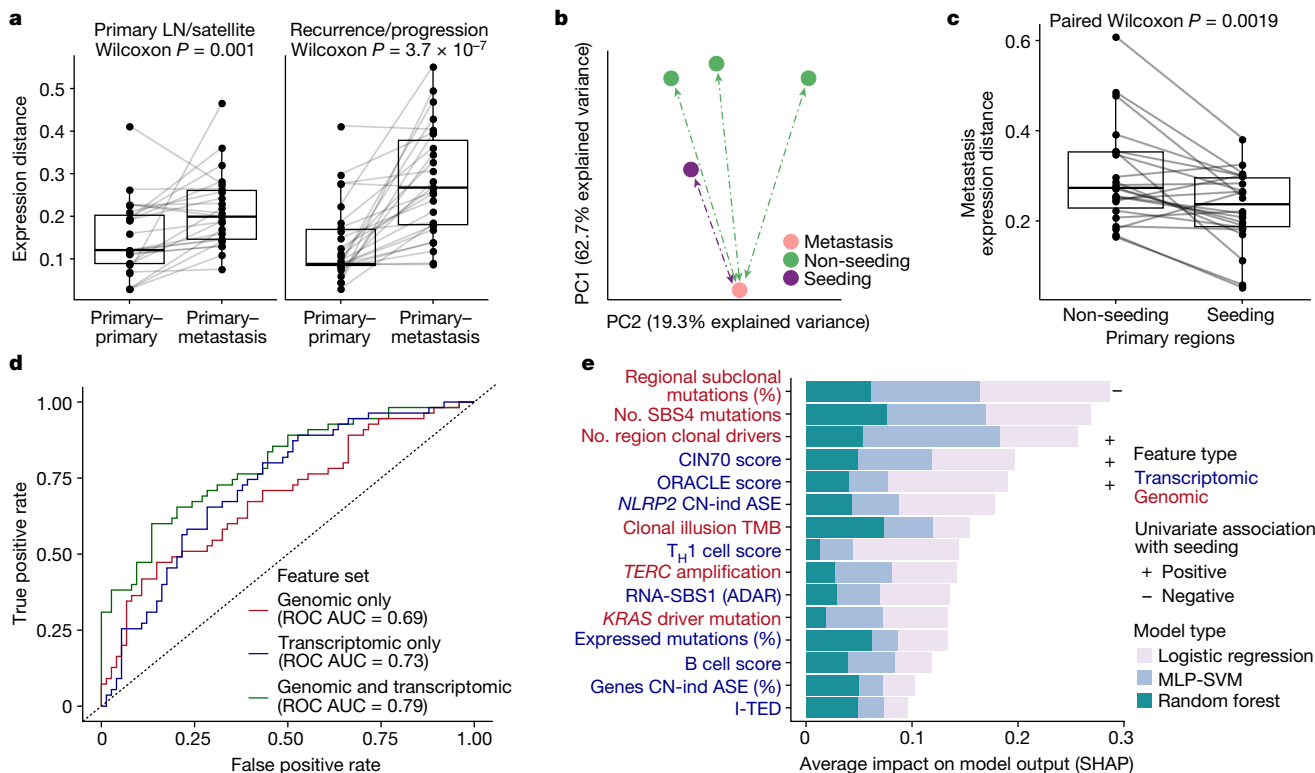 a
Primary LN/satellite
Wilcoxon P = 0.001
Recurrence/progression
Wilcoxon P = 3.7 × 10⁻⁷
Expression distance
0.5
0.4
0.3
0.2
0.1
Primary–
primary
Primary–
metastasis
Primary–
primary
Primary–
metastasis
b
PC1 (62.7% explained variance)
Metastasis
Non-seeding
Seeding
PC2 (19.3% explained variance)
c
Paired Wilcoxon P = 0.0019
Metastasis
expression distance
0.6
0.4
0.2
Non-seeding
Seeding
Primary regions
d
True positive rate
1.00
0.75
0.50
0.25
0
Feature set
Genomic only
(ROC AUC = 0.69)
Transcriptomic only
(ROC AUC = 0.73)
Genomic and transcriptomic
(ROC AUC = 0.79)
0
0.25
0.50
0.75
1.00
False positive rate
e
Regional subclonal
mutations (%)
−
No. SBS4 mutations
No. region clonal drivers
+
CIN70 score
+
ORACLE score
+
NLRP2 CN-ind ASE
Clonal illusion TMB
T_H1 cell score
TERC amplification
RNA-SBS1 (ADAR)
KRAS driver mutation
Expressed mutations (%)
B cell score
Genes CN-ind ASE (%)
I-TED
0
0.1
0.2
0.3
Average impact on model output (SHAP)
Feature type
Transcriptomic
Genomic
Univariate association
with seeding
+ Positive
− Negative
Model type
Logistic regression
MLP-SVM
Random forest